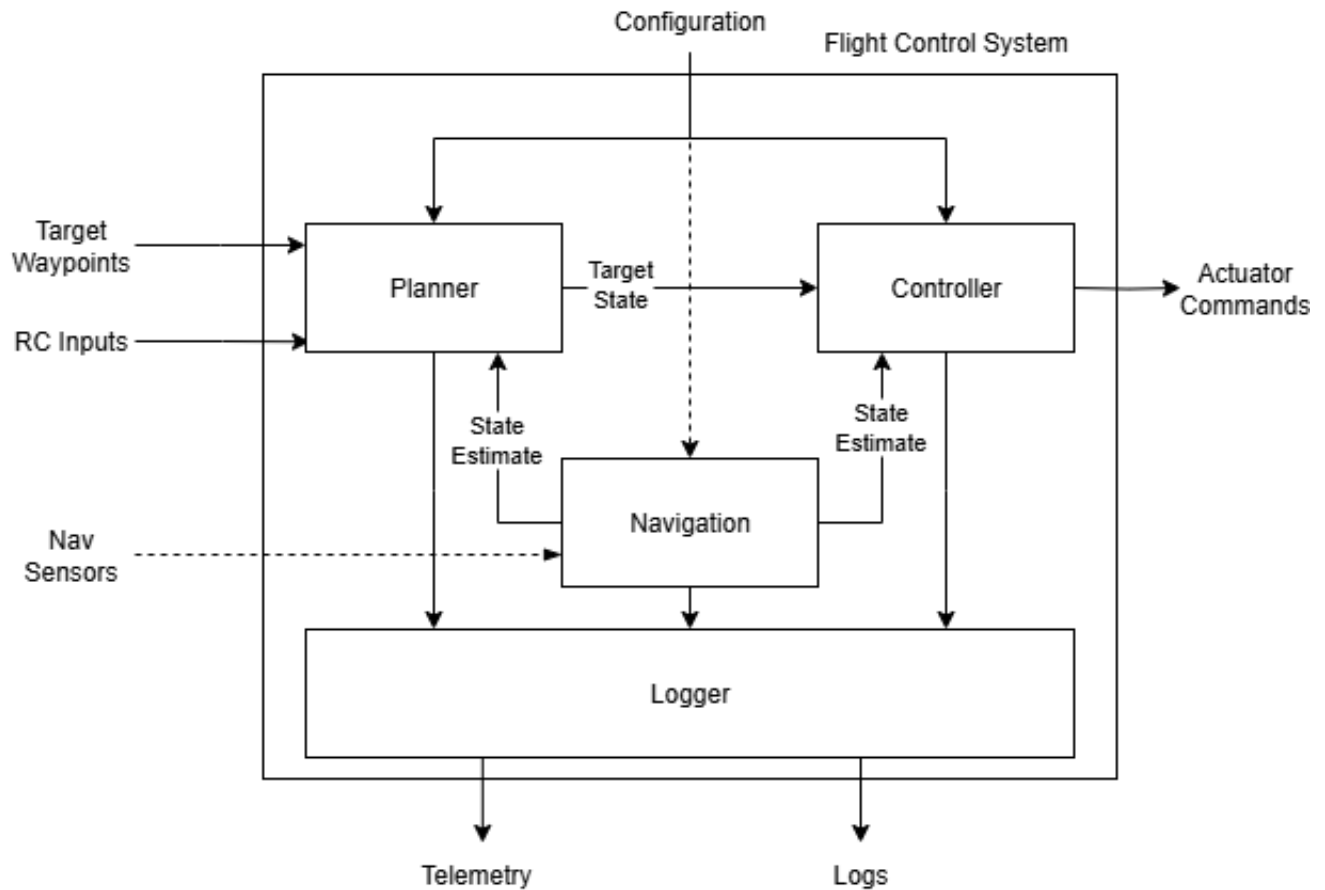 Configuration
Flight Control System
Target
Waypoints
RC Inputs
Planner
Target
State
Controller
Actuator
Commands
State
Estimate
State
Estimate
Nav
Sensors
Navigation
Logger
Telemetry
Logs